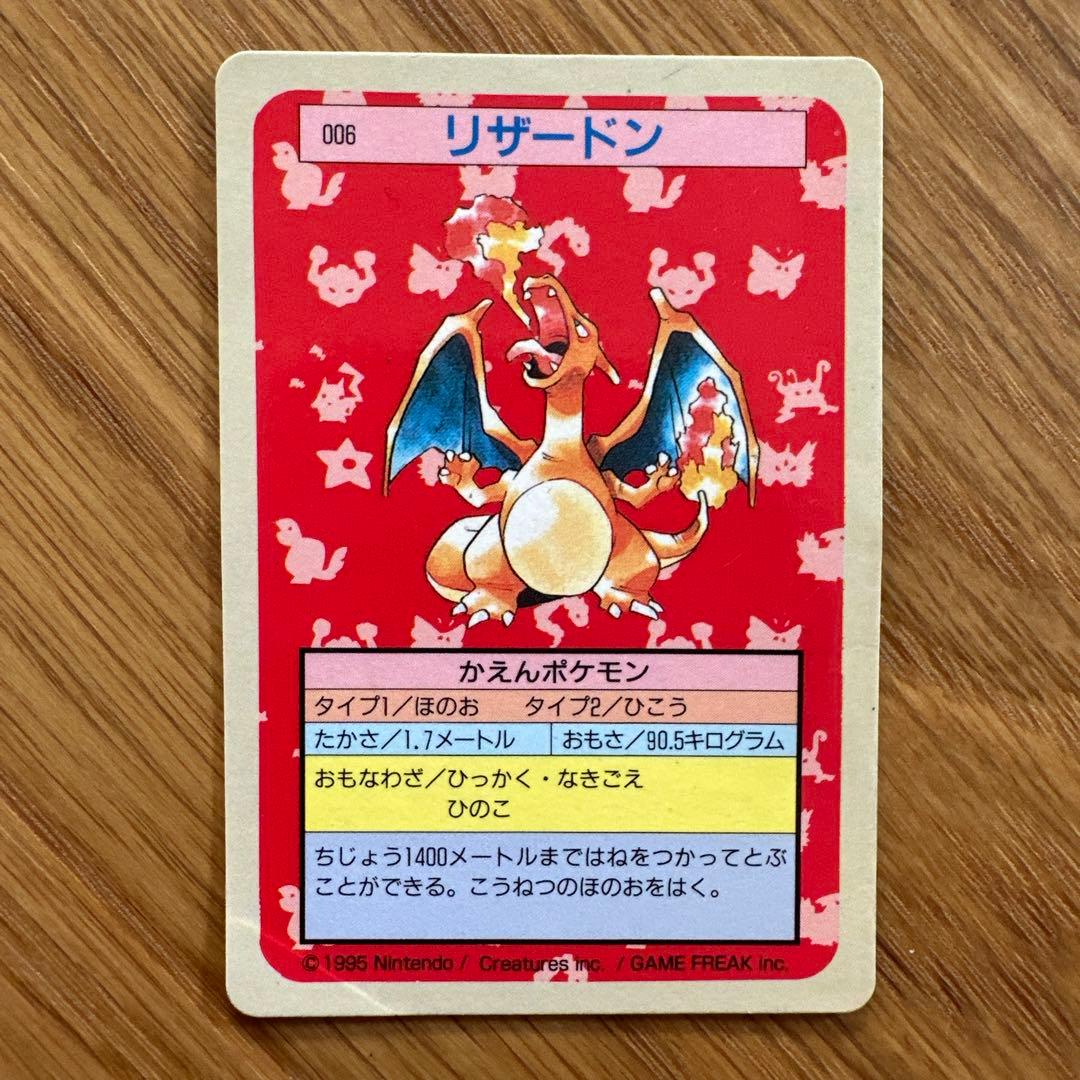 006 リザードン
かえんポケモン
タイプ1／ほのお　タイプ2／ひこう
たかさ／1.7メートル　おもさ／90.5キログラム
おもなわざ／ひっかく・なきごえ
ひのこ
ちじょう1400メートルまではねをつかってとぶ
ことができる。こうねつのほのおをはく。
©1995 Nintendo / Creatures inc. / GAME FREAK inc.